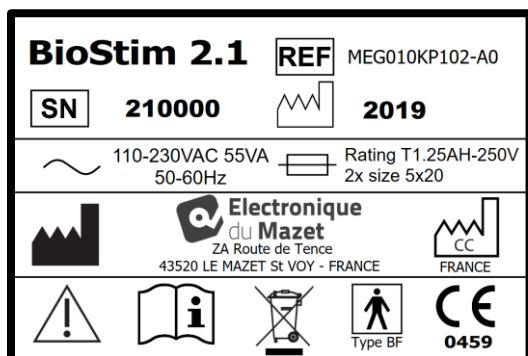 BioStim 2.1 REF MEG010KP102-A0
SN 210000 2019
110-230VAC 55VA
50-60Hz
Rating T1.25AH-250V
2x size 5x20
Electronique
du Mazet
ZA Route de Tence
43520 LE MAZET St VOY - FRANCE
CC
FRANCE
i
Type BF
CE
0459